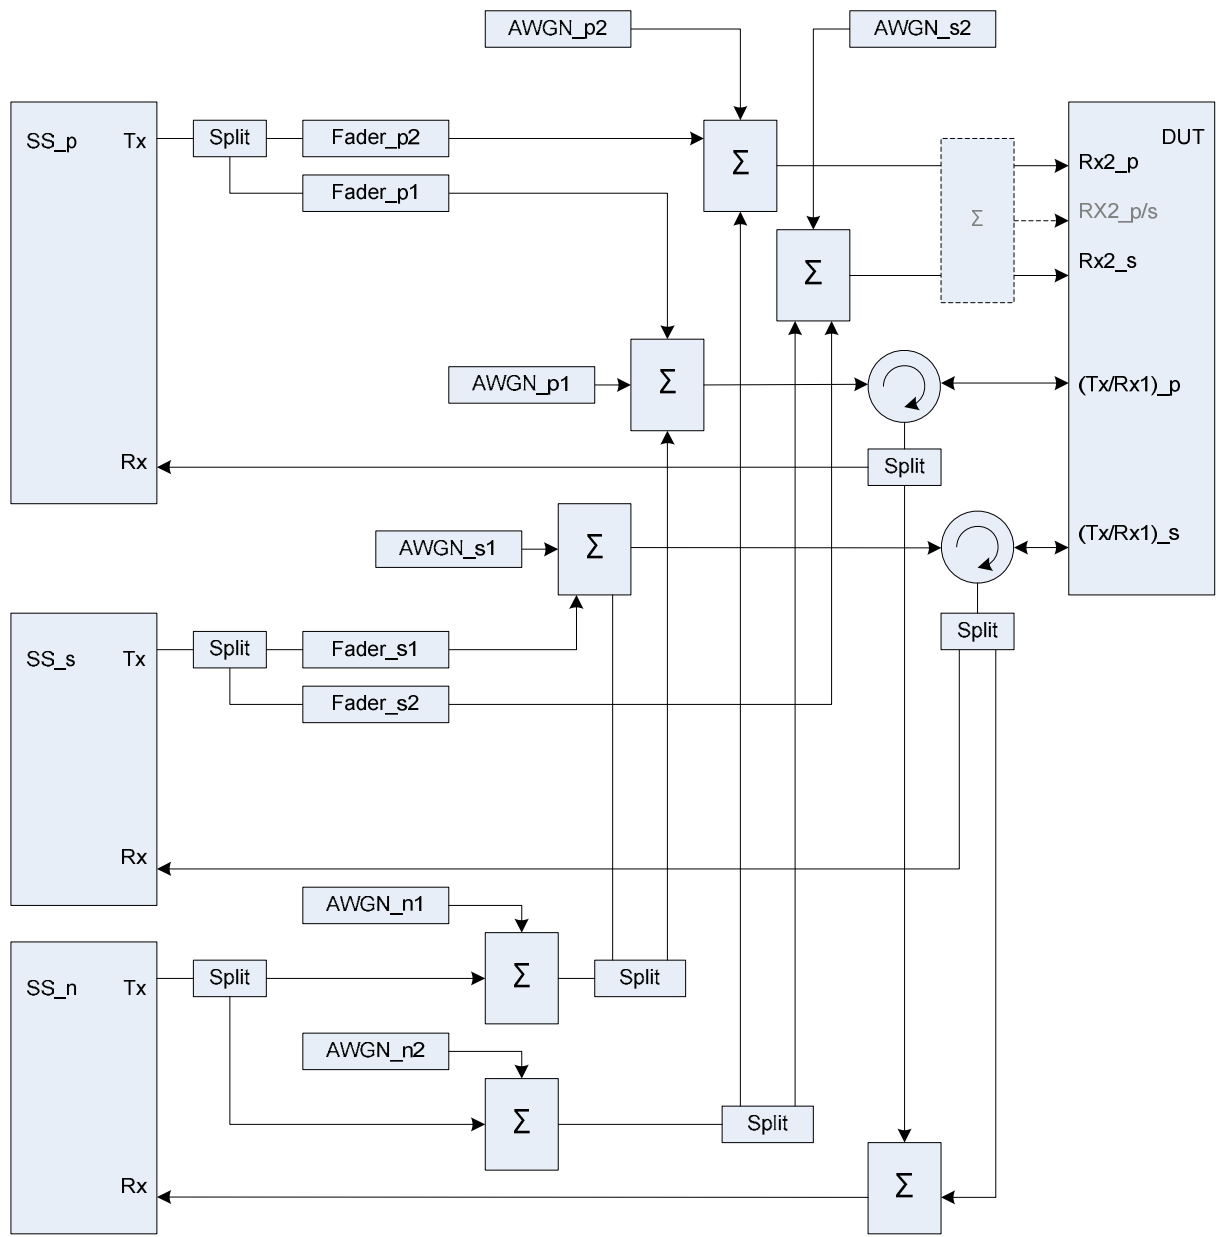 AWGN_p2
AWGN_s2
SS_p
Tx
Split
Fader_p2
Σ
DUT
Rx2_p
Fader_p1
Σ
RX2_p/s
Σ
Rx2_s
AWGN_p1
Σ
(Tx/Rx1)_p
Rx
Split
AWGN_s1
Σ
(Tx/Rx1)_s
SS_s
Tx
Split
Fader_s1
Split
Fader_s2
Rx
AWGN_n1
SS_n
Tx
Split
Σ
Split
AWGN_n2
Σ
Split
Rx
Σ